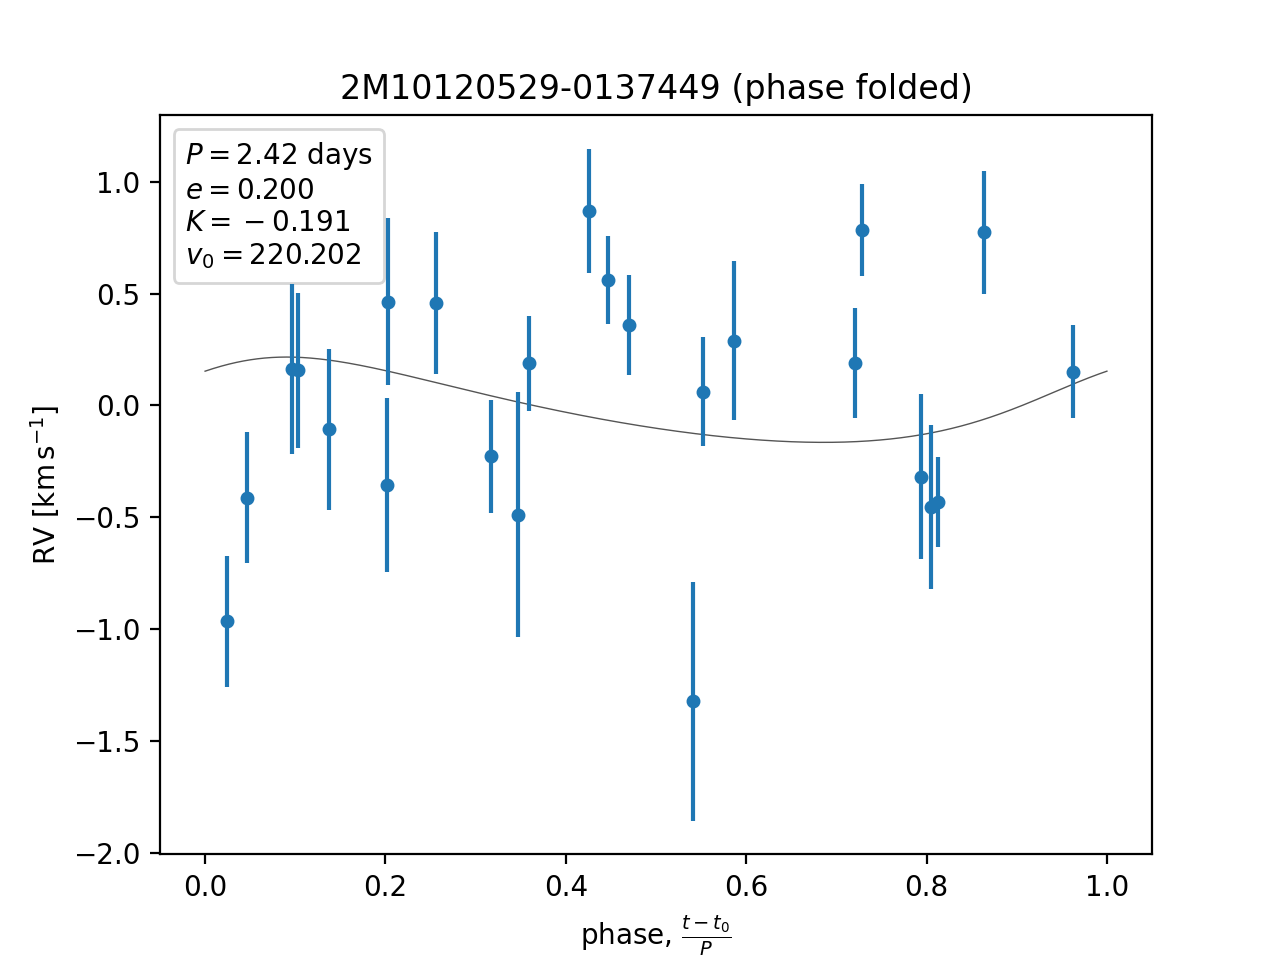 2M10120529-0137449 (phase folded)
P = 2.42 days
e = 0.200
K = −0.191
v₀ = 220.202
1.0
0.5
0.0
−0.5
−1.0
−1.5
−2.0
RV [km s⁻¹]
0.0 0.2 0.4 0.6 0.8 1.0
phase, (t − t₀)/P